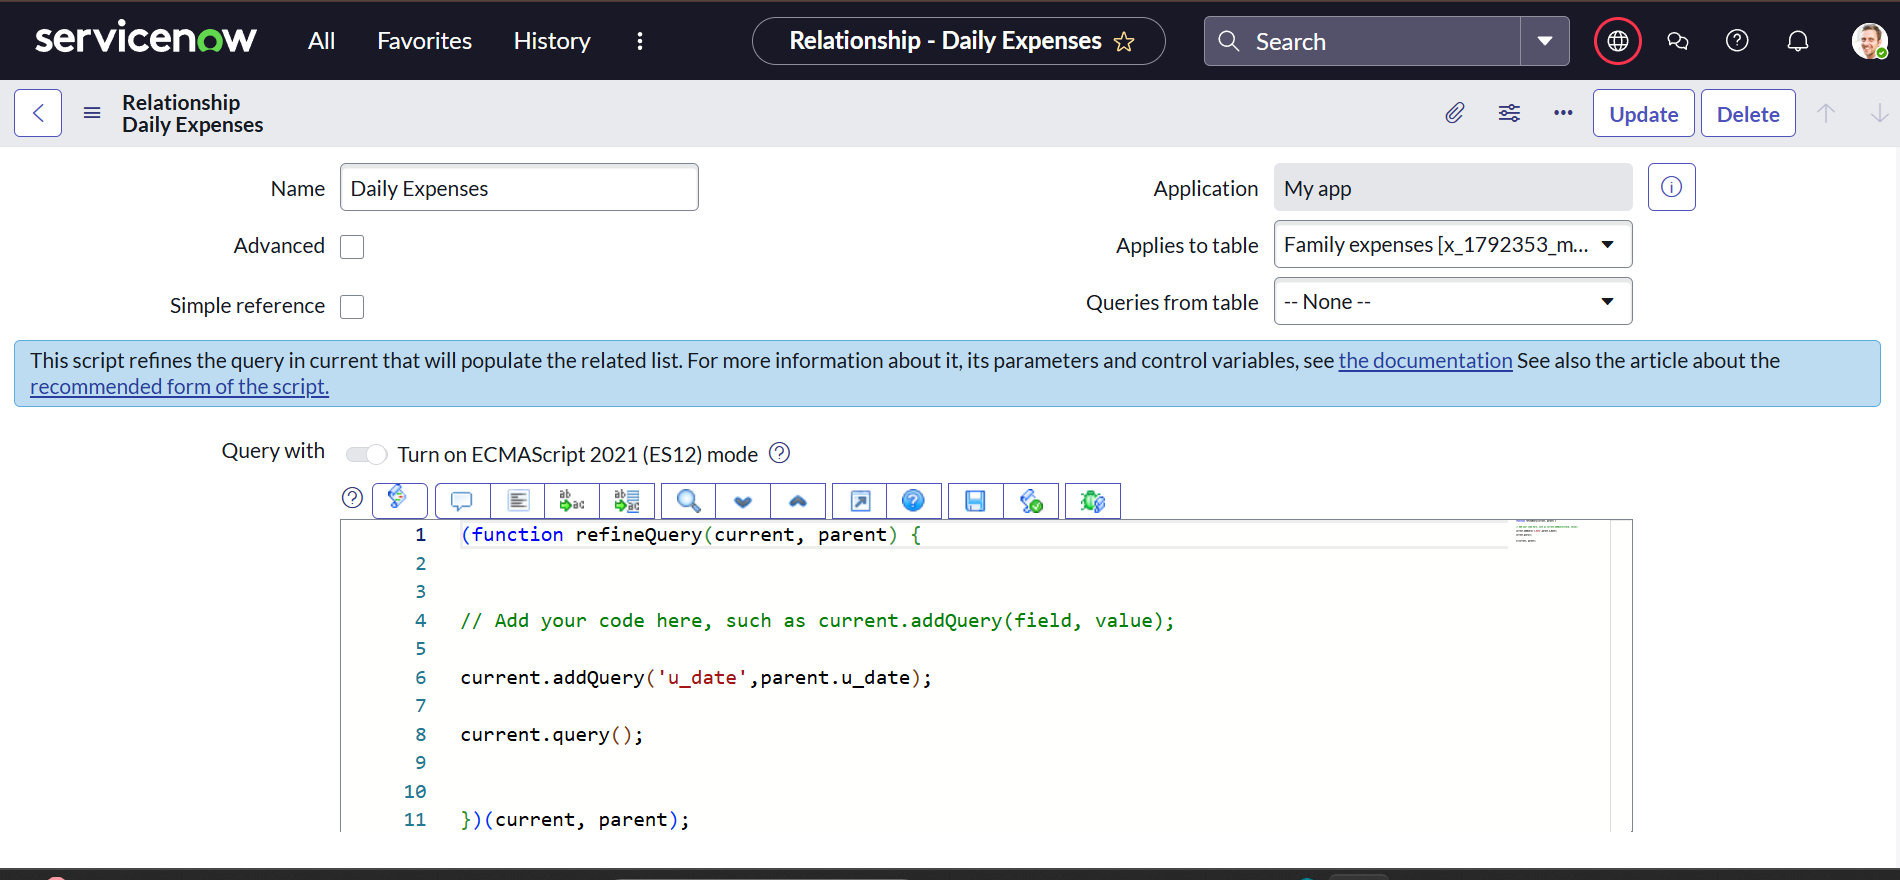 servicenow All Favorites History Relationship - Daily Expenses Search
Relationship
Daily Expenses
Update Delete
Name Daily Expenses
Application My app
Advanced
Applies to table Family expenses [x_1792353_m...
Simple reference
Queries from table -- None --
This script refines the query in current that will populate the related list. For more information about it, its parameters and control variables, see the documentation See also the article about the
recommended form of the script.
Query with Turn on ECMAScript 2021 (ES12) mode
1 (function refineQuery(current, parent) {
2
3
4 // Add your code here, such as current.addQuery(field, value);
5
6 current.addQuery('u_date',parent.u_date);
7
8 current.query();
9
10
11 })(current, parent);